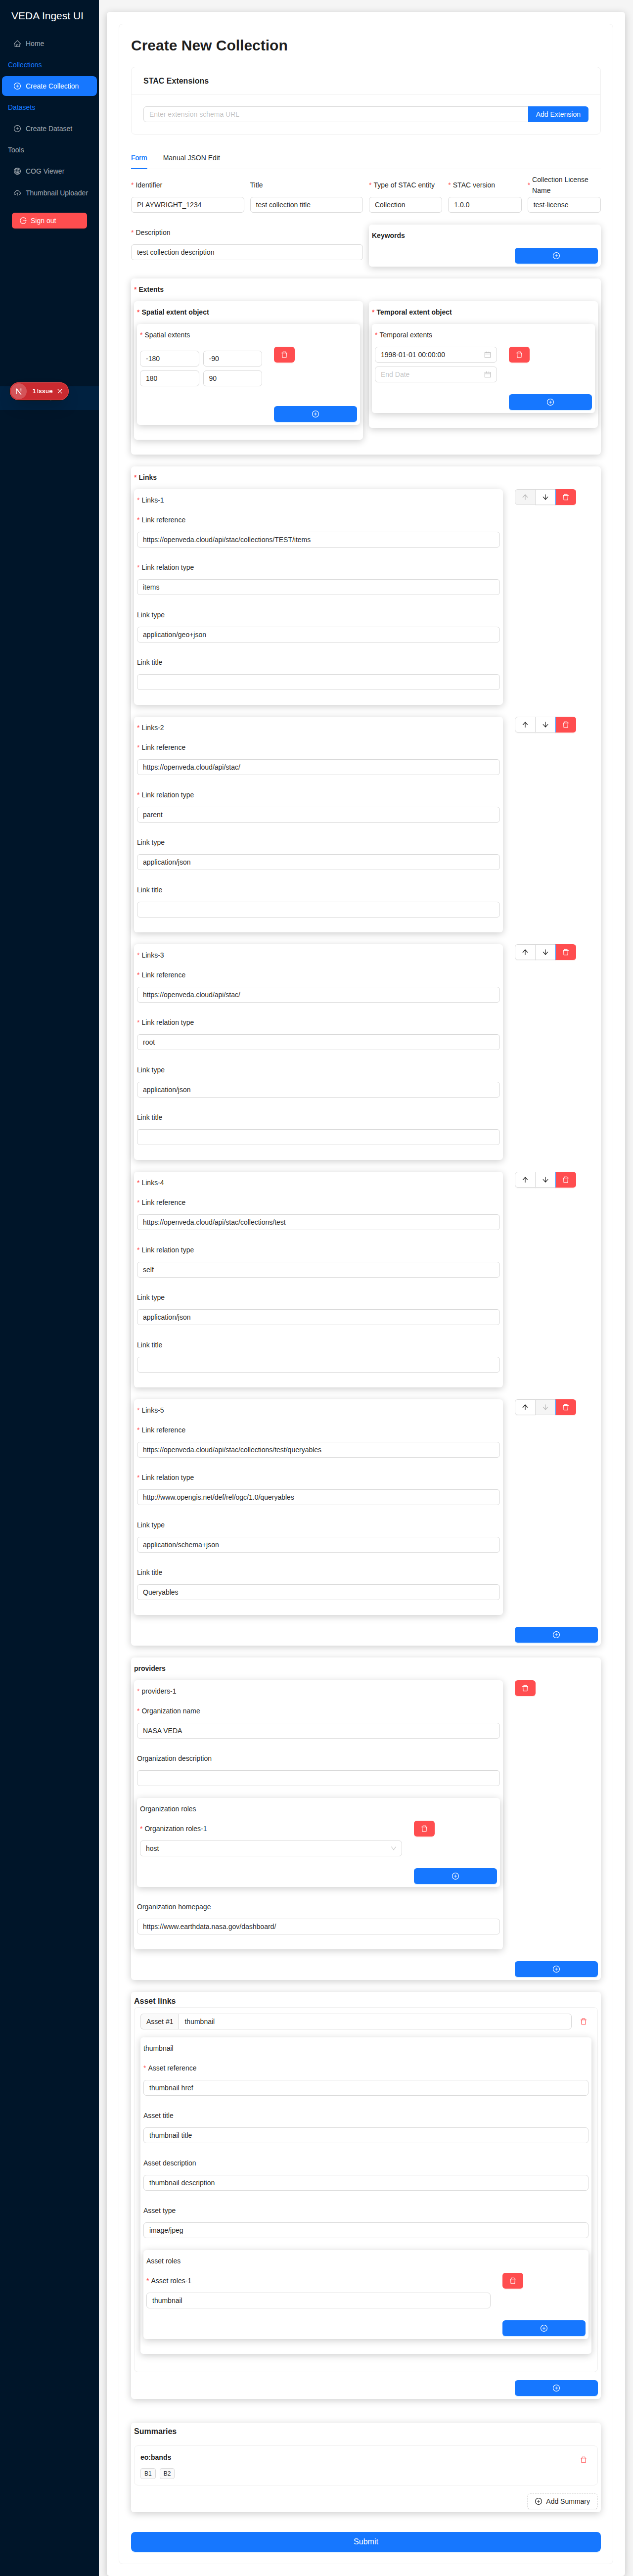 VEDA Ingest UI
Home
Collections
Create Collection
Datasets
Create Dataset
Tools
COG Viewer
Thumbnail Uploader
Sign out
N 1 Issue
Create New Collection
STAC Extensions
Enter extension schema URL Add Extension
Form Manual JSON Edit
* Identifier Title * Type of STAC entity * STAC version * Collection License Name
PLAYWRIGHT_1234 test collection title Collection 1.0.0 test-license
* Description Keywords
test collection description
* Extents
* Spatial extent object * Temporal extent object
* Spatial extents * Temporal extents
-180 -90 1998-01-01 00:00:00
180 90 End Date
* Links
* Links-1
* Link reference
https://openveda.cloud/api/stac/collections/TEST/items
* Link relation type
items
Link type
application/geo+json
Link title
* Links-2
* Link reference
https://openveda.cloud/api/stac/
* Link relation type
parent
Link type
application/json
Link title
* Links-3
* Link reference
https://openveda.cloud/api/stac/
* Link relation type
root
Link type
application/json
Link title
* Links-4
* Link reference
https://openveda.cloud/api/stac/collections/test
* Link relation type
self
Link type
application/json
Link title
* Links-5
* Link reference
https://openveda.cloud/api/stac/collections/test/queryables
* Link relation type
http://www.opengis.net/def/rel/ogc/1.0/queryables
Link type
application/schema+json
Link title
Queryables
providers
* providers-1
* Organization name
NASA VEDA
Organization description
Organization roles
* Organization roles-1
host
Organization homepage
https://www.earthdata.nasa.gov/dashboard/
Asset links
Asset #1 thumbnail
thumbnail
* Asset reference
thumbnail href
Asset title
thumbnail title
Asset description
thumbnail description
Asset type
image/jpeg
Asset roles
* Asset roles-1
thumbnail
Summaries
eo:bands
B1 B2
Add Summary
Submit